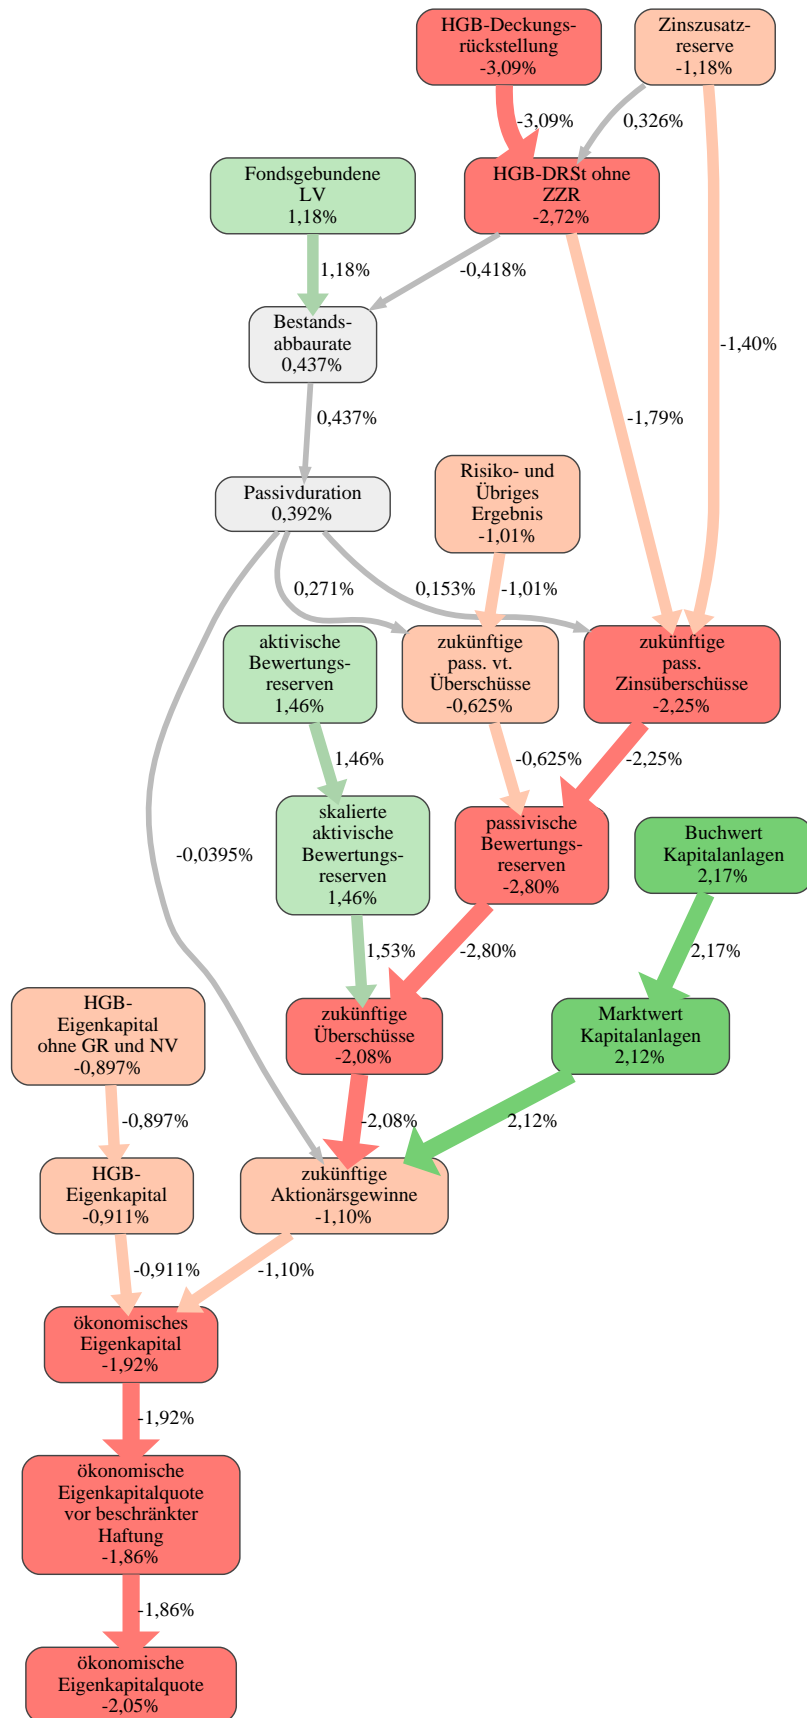 HGB-Deckungs-
rückstellung
-3,09%
Zinszusatz-
reserve
-1,18%
-3,09%
0,326%
Fondsgebundene
LV
1,18%
HGB-DRSt ohne
ZZR
-2,72%
1,18%
-0,418%
Bestands-
abbaurate
0,437%
-1,40%
0,437%
-1,79%
Risiko- und
Übriges
Ergebnis
-1,01%
Passivduration
0,392%
0,271%
0,153%
-1,01%
aktivische
Bewertungs-
reserven
1,46%
zukünftige
pass. vt.
Überschüsse
-0,625%
zukünftige
pass.
Zinsüberschüsse
-2,25%
1,46%
-0,625%
-2,25%
skalierte
aktivische
Bewertungs-
reserven
1,46%
passivische
Bewertungs-
reserven
-2,80%
Buchwert
Kapitalanlagen
2,17%
-0,0395%
1,53%
-2,80%
2,17%
HGB-
Eigenkapital
ohne GR und NV
-0,897%
zukünftige
Überschüsse
-2,08%
Marktwert
Kapitalanlagen
2,12%
-0,897%
-2,08%
2,12%
HGB-
Eigenkapital
-0,911%
zukünftige
Aktionärsgewinne
-1,10%
-0,911%
-1,10%
ökonomisches
Eigenkapital
-1,92%
-1,92%
ökonomische
Eigenkapitalquote
vor beschränkter
Haftung
-1,86%
-1,86%
ökonomische
Eigenkapitalquote
-2,05%